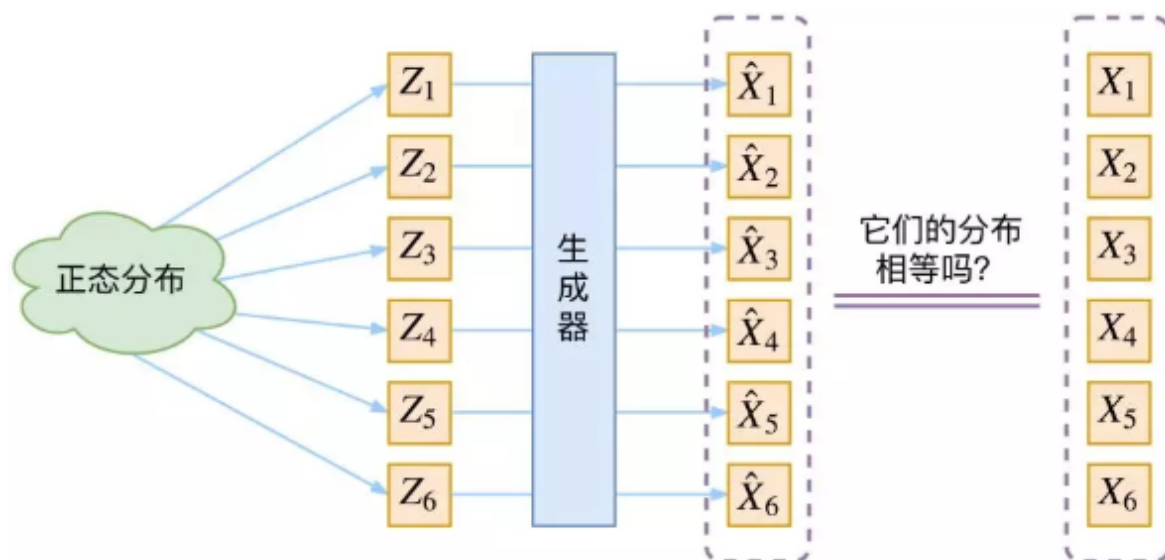 正态分布
Z₁
Z₂
Z₃
Z₄
Z₅
Z₆
生
成
器
X̂₁
X̂₂
X̂₃
X̂₄
X̂₅
X̂₆
它们的分布
相等吗?
X₁
X₂
X₃
X₄
X₅
X₆